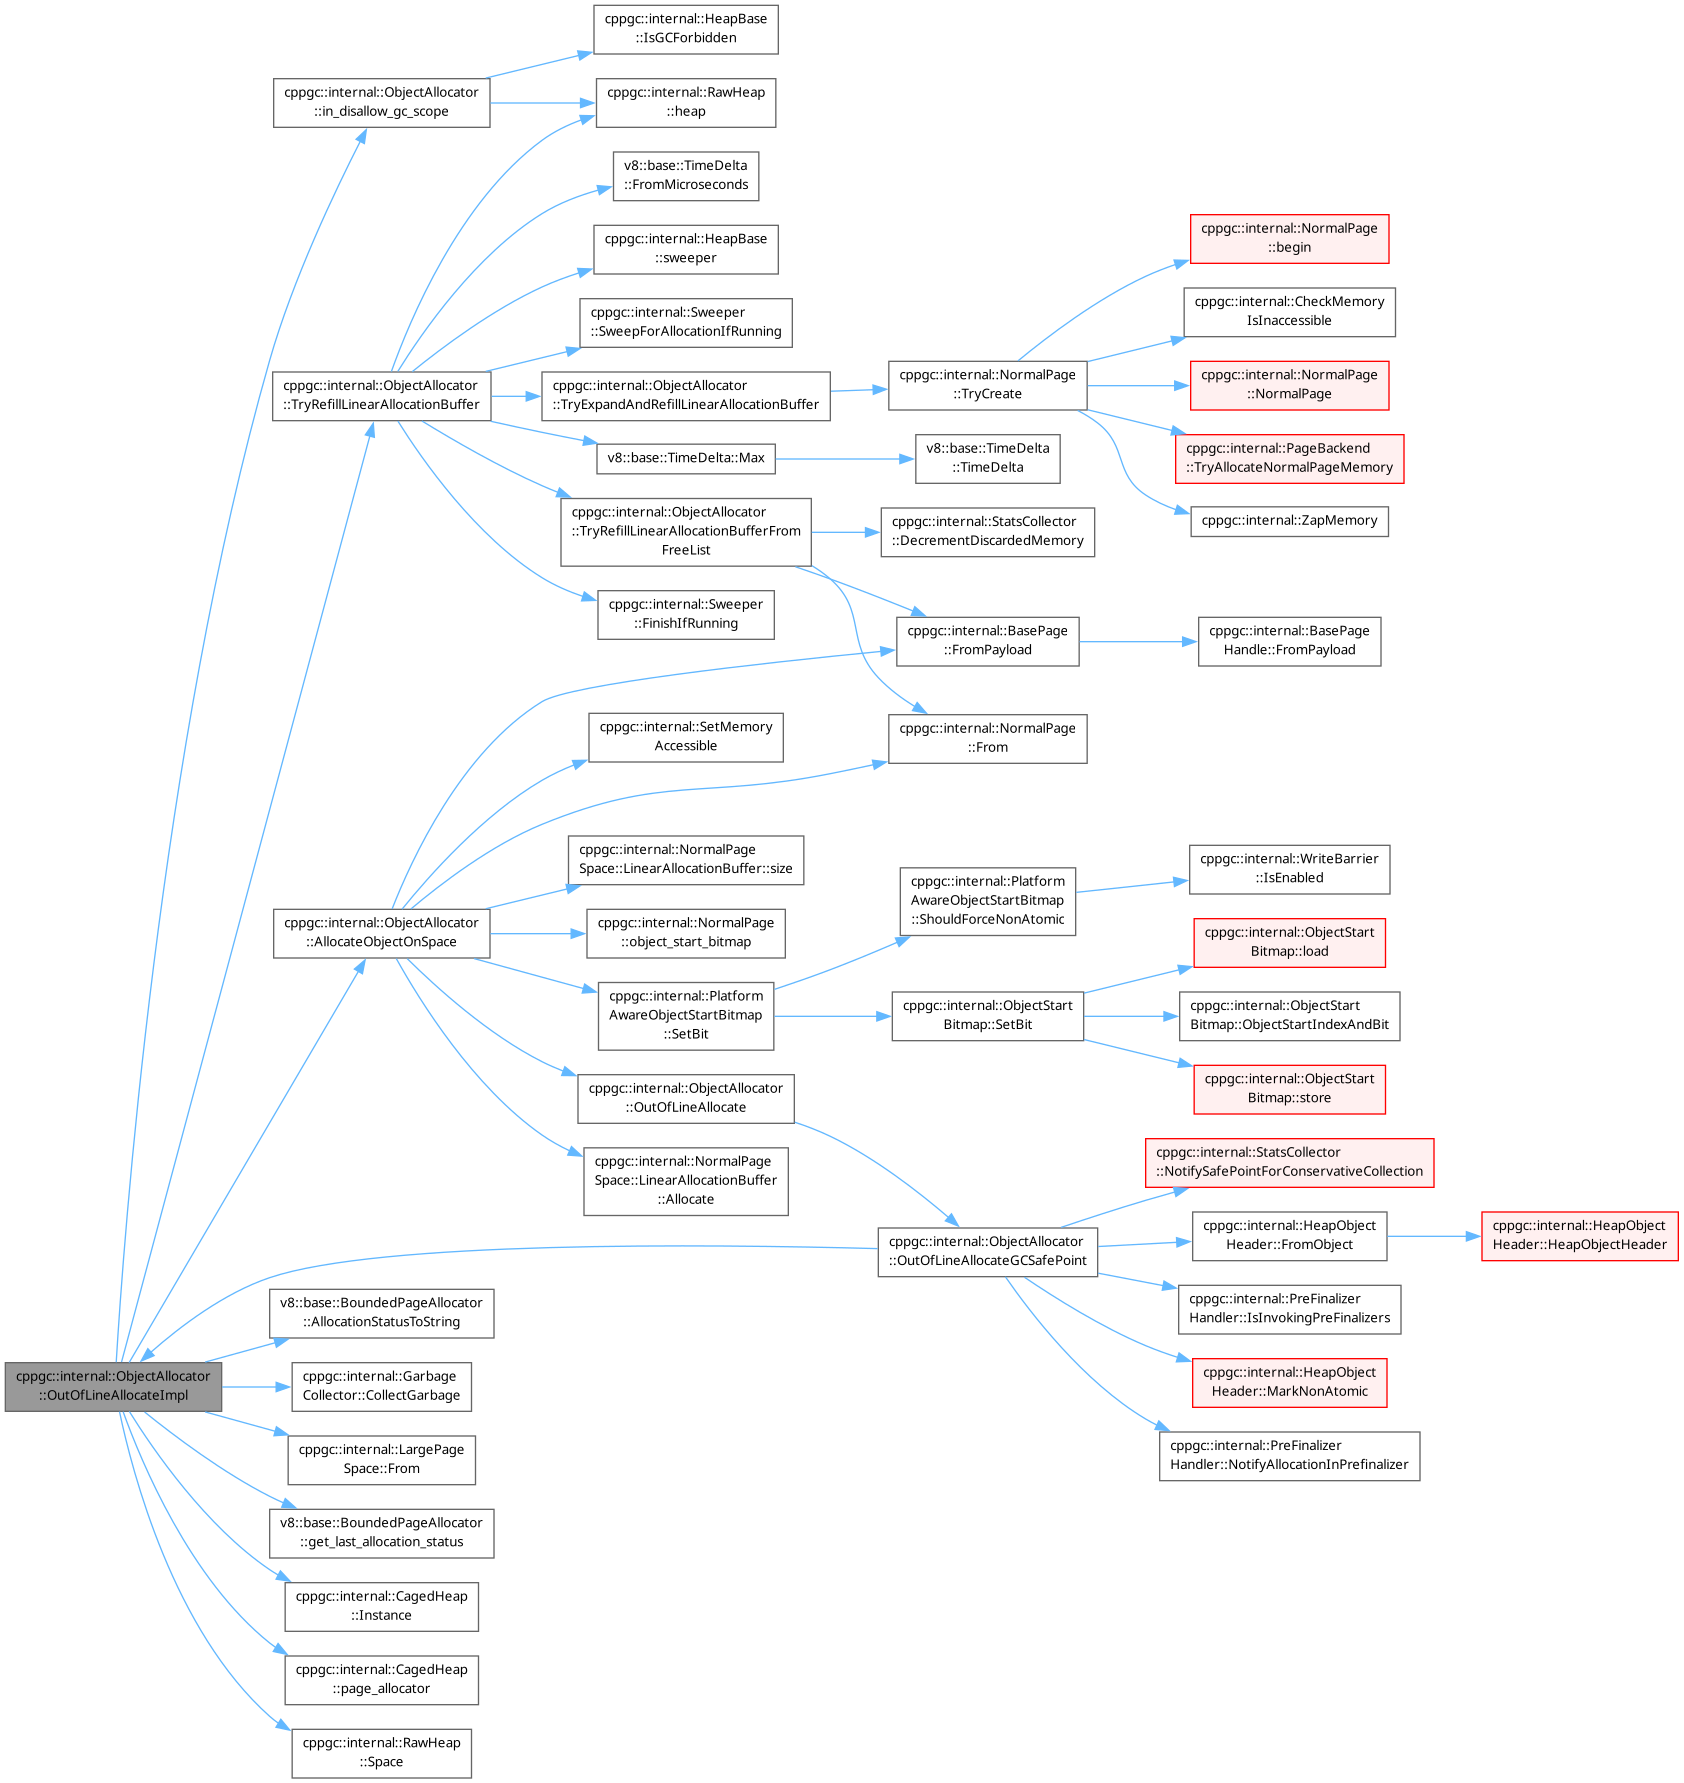 cppgc::internal::HeapBase
::IsGCForbidden
cppgc::internal::ObjectAllocator
::in_disallow_gc_scope
cppgc::internal::RawHeap
::heap
v8::base::TimeDelta
::FromMicroseconds
cppgc::internal::HeapBase
::sweeper
cppgc::internal::NormalPage
::begin
cppgc::internal::Sweeper
::SweepForAllocationIfRunning
cppgc::internal::CheckMemory
IsInaccessible
cppgc::internal::ObjectAllocator
::TryRefillLinearAllocationBuffer
cppgc::internal::ObjectAllocator
::TryExpandAndRefillLinearAllocationBuffer
cppgc::internal::NormalPage
::TryCreate
cppgc::internal::NormalPage
::NormalPage
v8::base::TimeDelta::Max
v8::base::TimeDelta
::TimeDelta
cppgc::internal::PageBackend
::TryAllocateNormalPageMemory
cppgc::internal::ObjectAllocator
::TryRefillLinearAllocationBufferFrom
FreeList
cppgc::internal::StatsCollector
::DecrementDiscardedMemory
cppgc::internal::ZapMemory
cppgc::internal::Sweeper
::FinishIfRunning
cppgc::internal::BasePage
::FromPayload
cppgc::internal::BasePage
Handle::FromPayload
cppgc::internal::SetMemory
Accessible
cppgc::internal::NormalPage
::From
cppgc::internal::NormalPage
Space::LinearAllocationBuffer::size
cppgc::internal::Platform
AwareObjectStartBitmap
::ShouldForceNonAtomic
cppgc::internal::WriteBarrier
::IsEnabled
cppgc::internal::ObjectAllocator
::AllocateObjectOnSpace
cppgc::internal::NormalPage
::object_start_bitmap
cppgc::internal::ObjectStart
Bitmap::load
cppgc::internal::Platform
AwareObjectStartBitmap
::SetBit
cppgc::internal::ObjectStart
Bitmap::SetBit
cppgc::internal::ObjectStart
Bitmap::ObjectStartIndexAndBit
cppgc::internal::ObjectAllocator
::OutOfLineAllocate
cppgc::internal::ObjectStart
Bitmap::store
cppgc::internal::NormalPage
Space::LinearAllocationBuffer
::Allocate
cppgc::internal::StatsCollector
::NotifySafePointForConservativeCollection
cppgc::internal::ObjectAllocator
::OutOfLineAllocateGCSafePoint
cppgc::internal::HeapObject
Header::FromObject
cppgc::internal::HeapObject
Header::HeapObjectHeader
v8::base::BoundedPageAllocator
::AllocationStatusToString
cppgc::internal::PreFinalizer
Handler::IsInvokingPreFinalizers
cppgc::internal::ObjectAllocator
::OutOfLineAllocateImpl
cppgc::internal::Garbage
Collector::CollectGarbage
cppgc::internal::HeapObject
Header::MarkNonAtomic
cppgc::internal::LargePage
Space::From
cppgc::internal::PreFinalizer
Handler::NotifyAllocationInPrefinalizer
v8::base::BoundedPageAllocator
::get_last_allocation_status
cppgc::internal::CagedHeap
::Instance
cppgc::internal::CagedHeap
::page_allocator
cppgc::internal::RawHeap
::Space